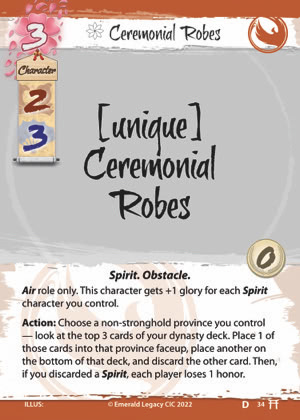 3 Ceremonial Robes
Character
2
3
[unique]
Ceremonial
Robes
0
Spirit. Obstacle.
Air role only. This character gets +1 glory for each Spirit
character you control.
Action: Choose a non-stronghold province you control
— look at the top 3 cards of your dynasty deck. Place 1 of
those cards into that province faceup, place another on
the bottom of that deck, and discard the other card. Then,
if you discarded a Spirit, each player loses 1 honor.
ILLUS: © Emerald Legacy CIC 2022 D 34